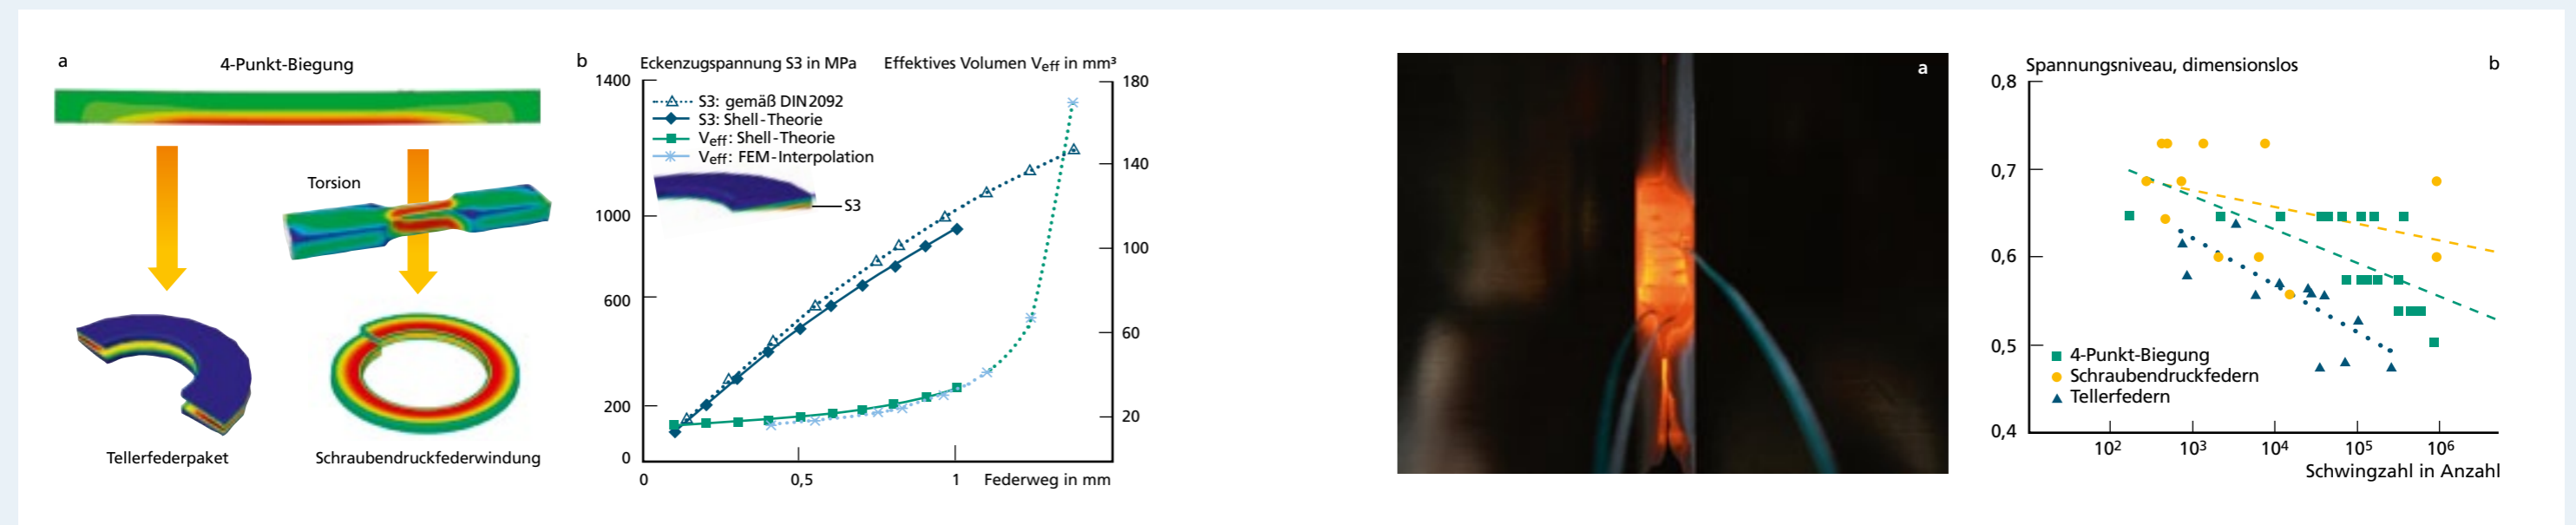 a
4-Punkt-Biegung
Torsion
Tellerfederpaket
Schraubendruckfederwindung
b
Eckenzugspannung S3 in MPa
Effektives Volumen Veff in mm³
1400
1000
600
200
0
180
140
100
60
20
S3: gemäß DIN2092
S3: Shell-Theorie
Veff: Shell-Theorie
Veff: FEM-Interpolation
S3
0
0,5
1
Federweg in mm
a
Spannungsniveau, dimensionslos
b
0,8
0,7
0,6
0,5
0,4
4-Punkt-Biegung
Schraubendruckfedern
Tellerfedern
10²
10³
10⁴
10⁵
10⁶
Schwingzahl in Anzahl